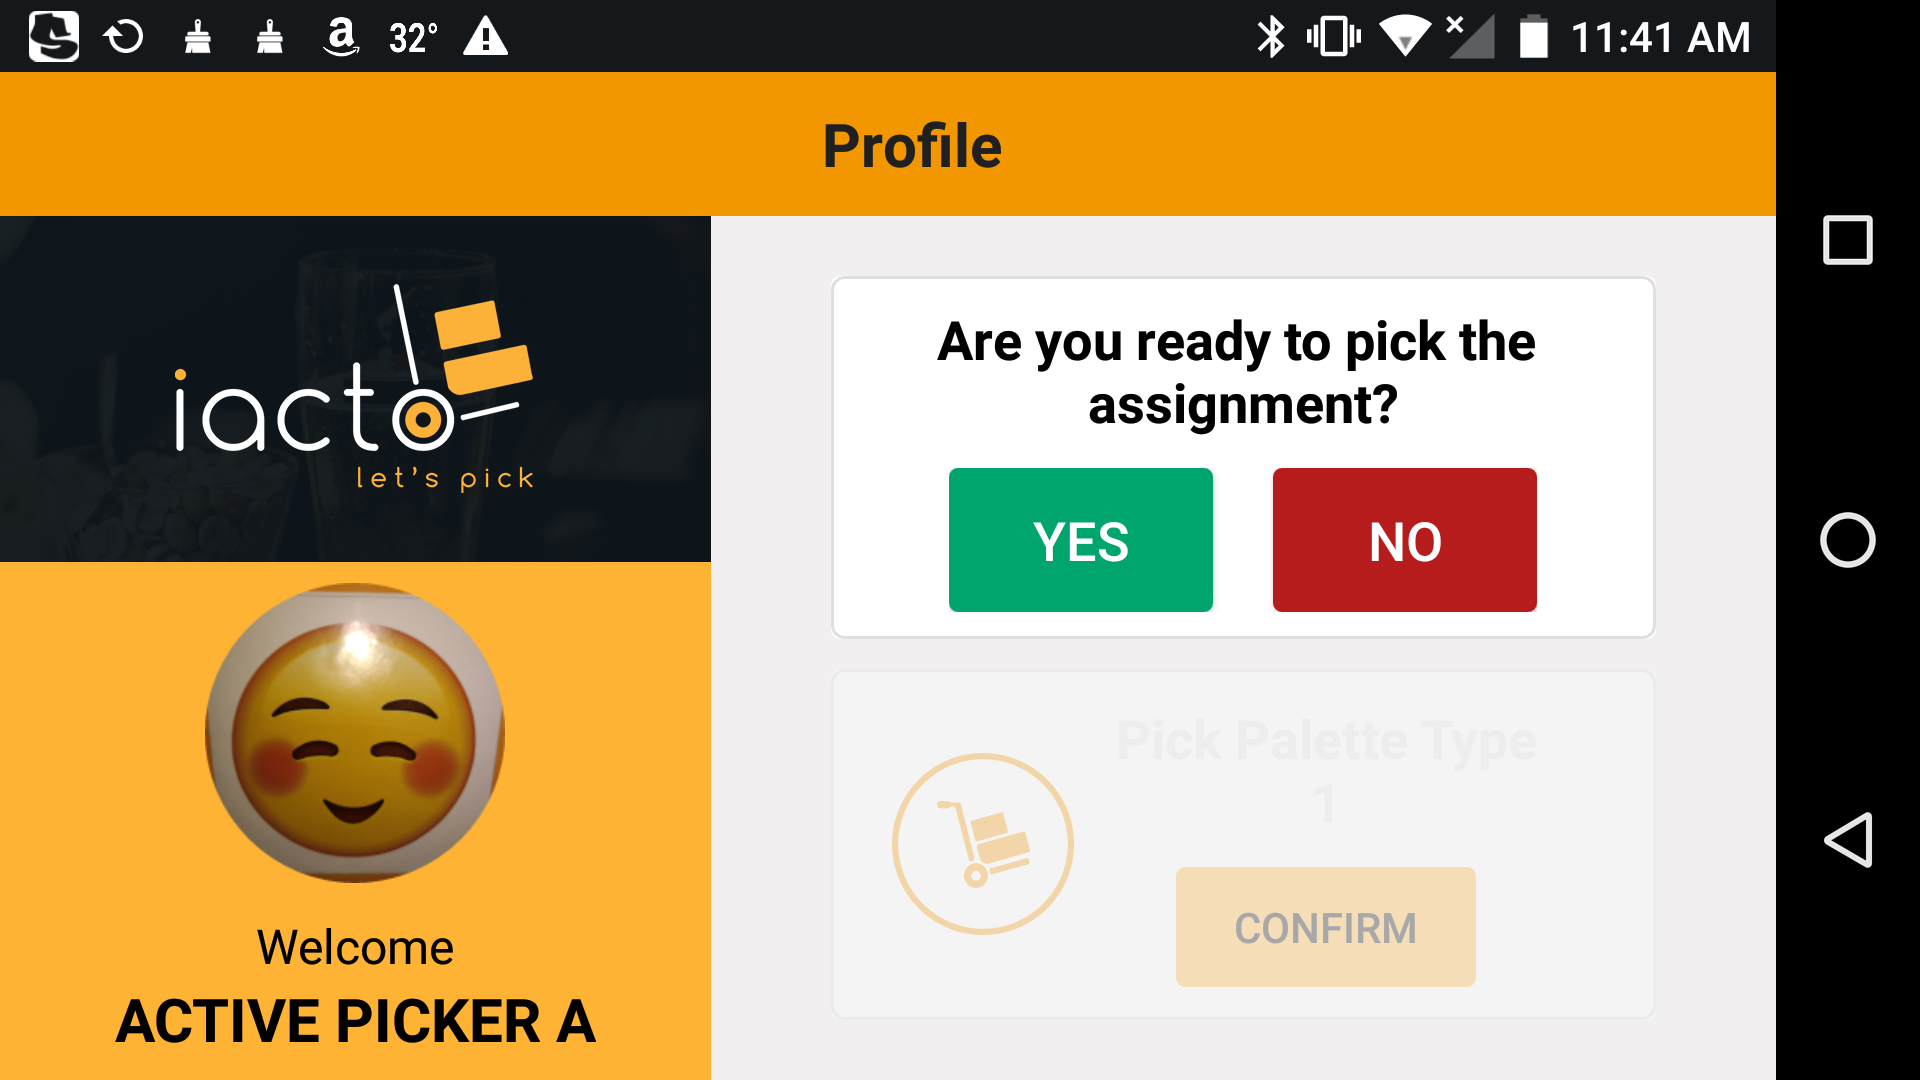 a 32° 11:41 AM
Profile
iacto
let's pick
Are you ready to pick the
assignment?
YES NO
Pick Palette Type
1
CONFIRM
Welcome
ACTIVE PICKER A